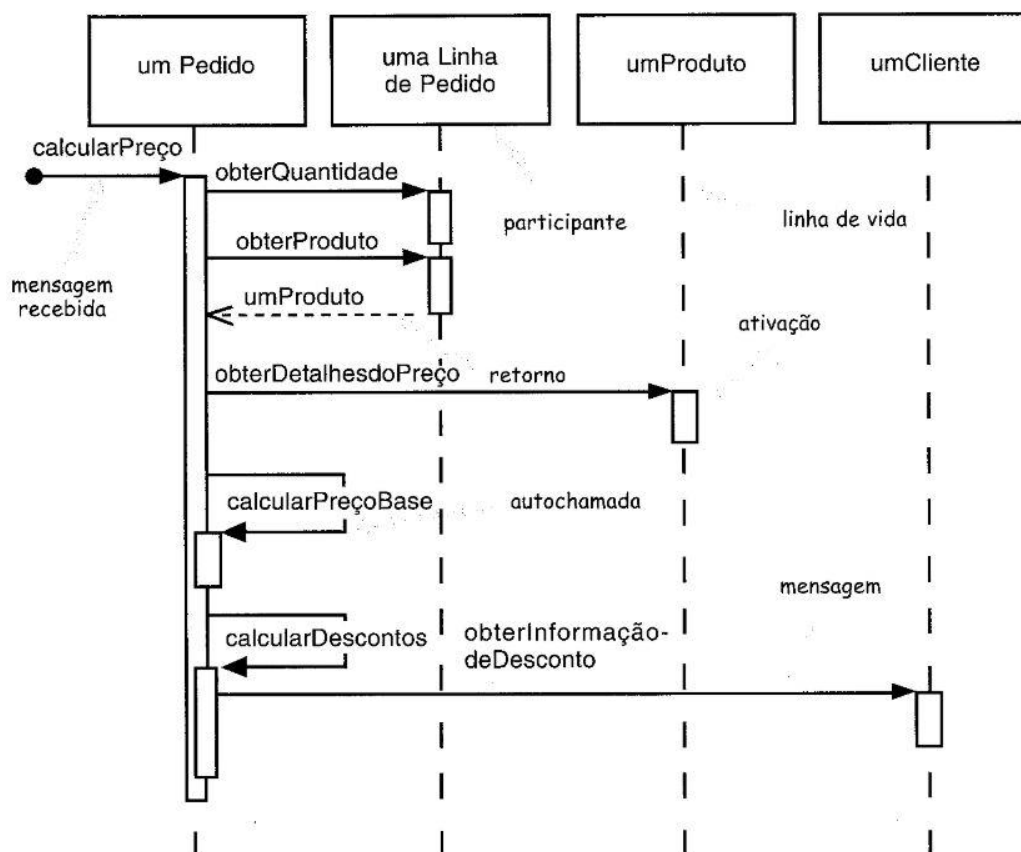 um Pedido
uma Linha
de Pedido
umProduto
umCliente
calcularPreço
obterQuantidade
participante
linha de vida
obterProduto
mensagem
recebida
umProduto
ativação
obterDetalhesdoPreço
retorno
calcularPreçoBase
autochamada
mensagem
calcularDescontos
obterInformação-
deDesconto